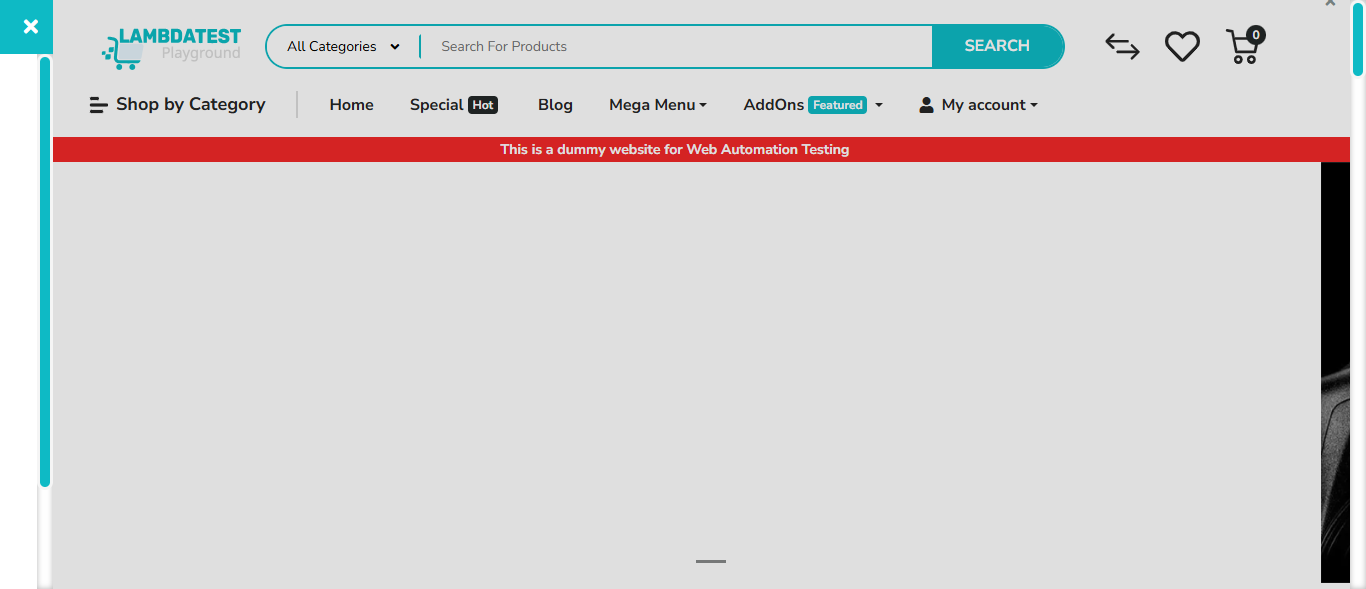 LAMBDATEST
Playground
All Categories
Search For Products
SEARCH
0
Shop by Category
Home
Special Hot
Blog
Mega Menu
AddOns Featured
My account
This is a dummy website for Web Automation Testing